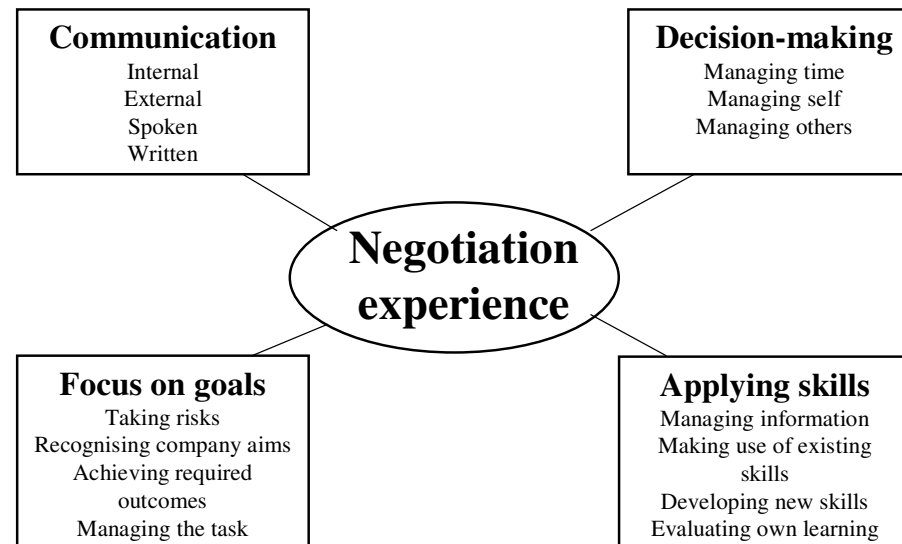 Communication
Internal
External
Spoken
Written
Decision-making
Managing time
Managing self
Managing others
Negotiation
experience
Focus on goals
Taking risks
Recognising company aims
Achieving required
outcomes
Managing the task
Applying skills
Managing information
Making use of existing
skills
Developing new skills
Evaluating own learning